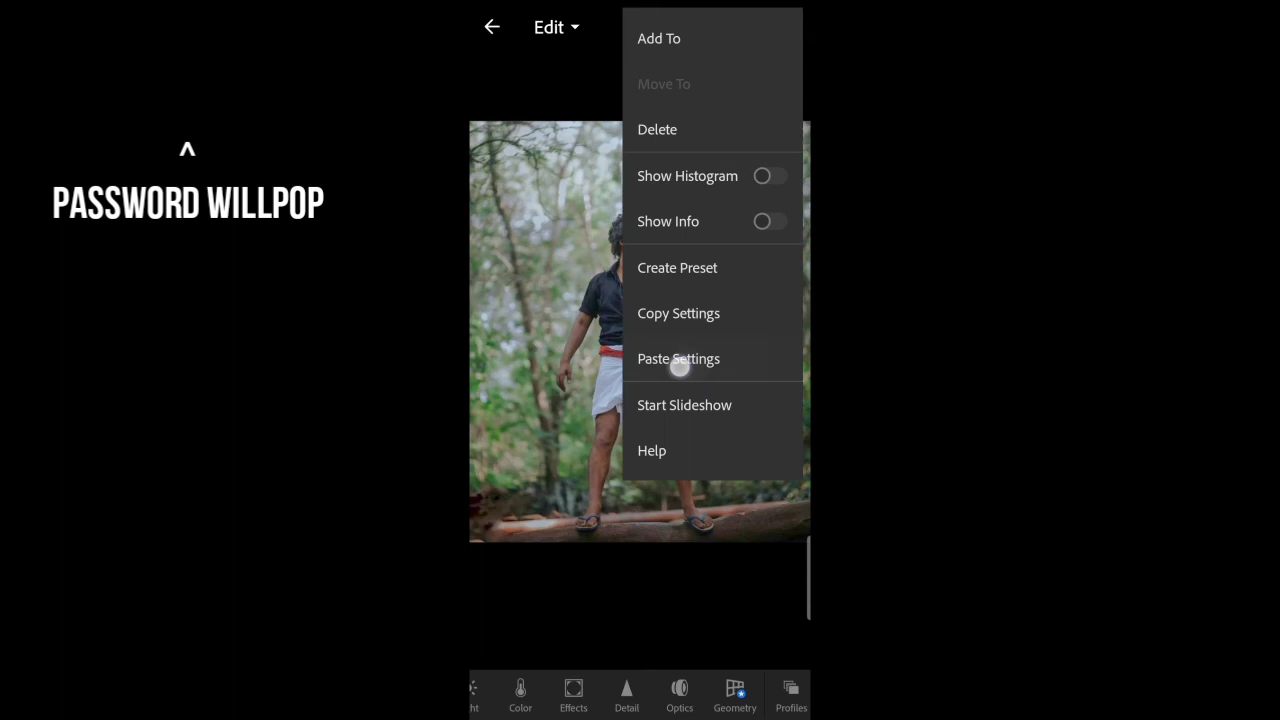 Edit
Add To
Move To
Delete
Show Histogram
Show Info
Create Preset
Copy Settings
Paste Settings
Start Slideshow
Help
^
PASSWORD WILLPOP
ht
Color
Effects
Detail
Optics
Geometry
Profiles